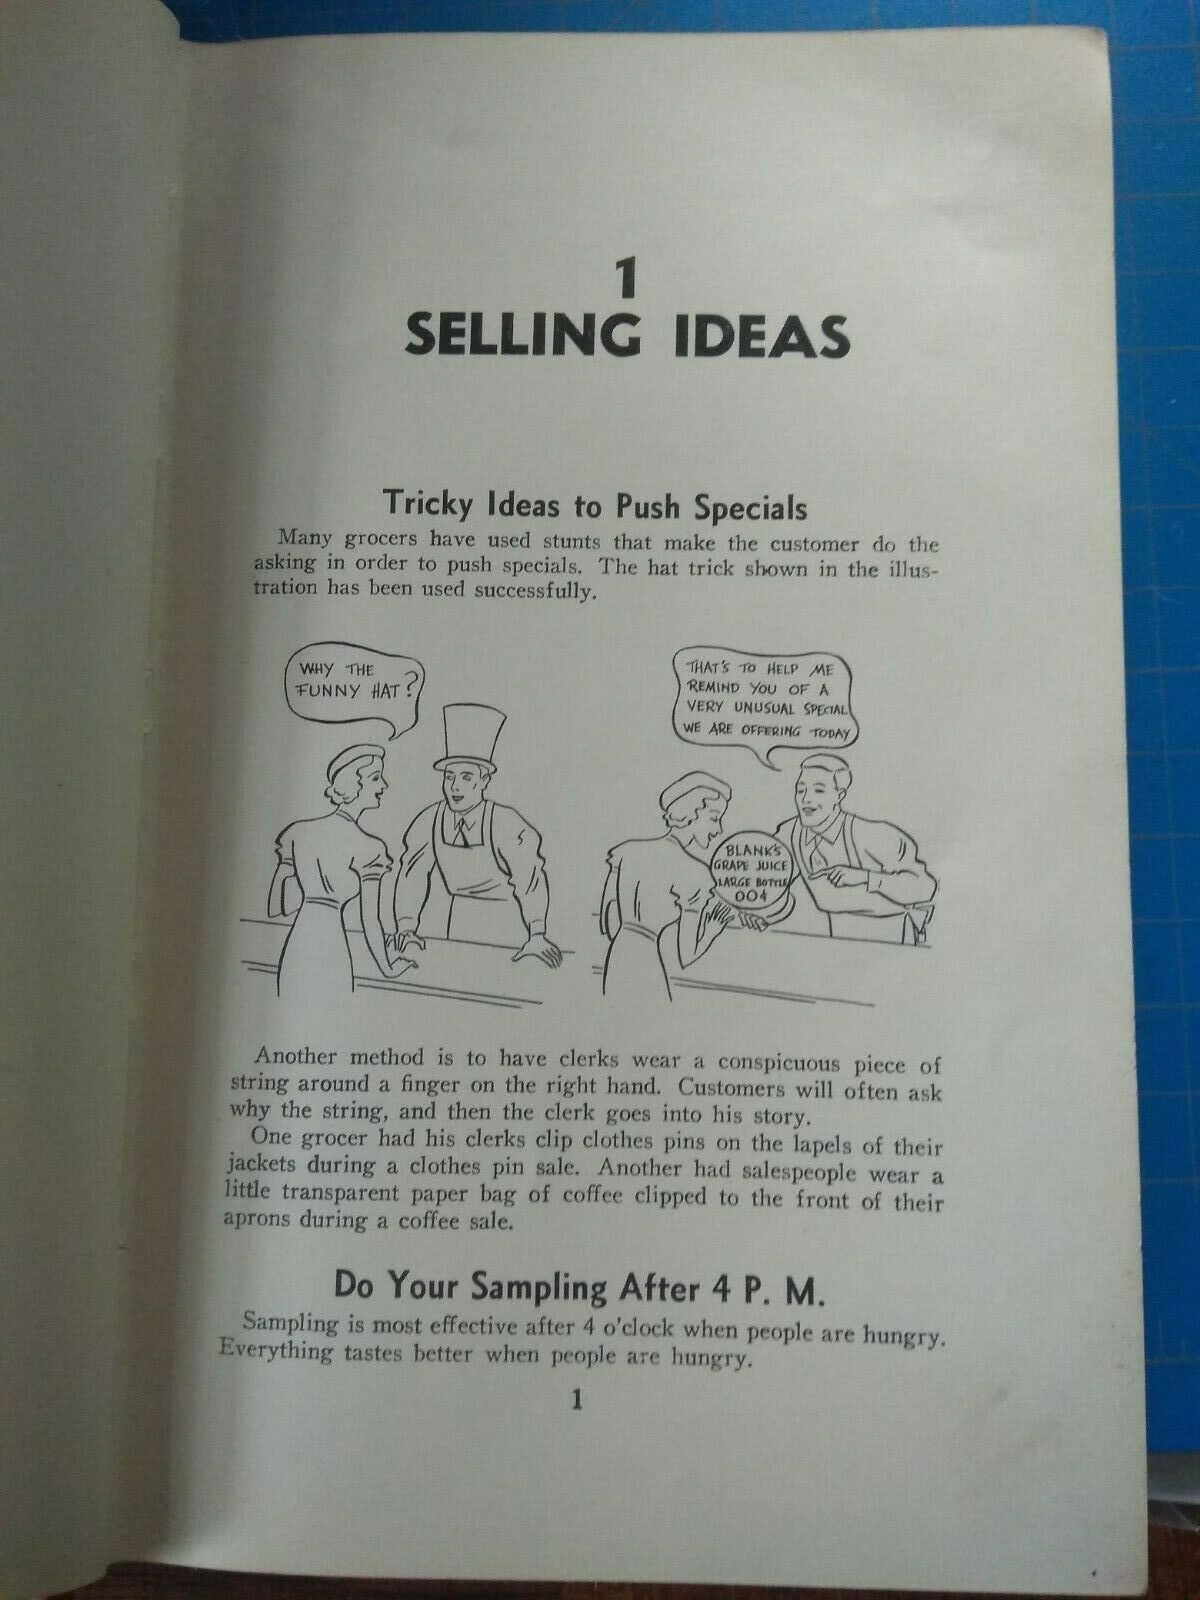 1
SELLING IDEAS
Tricky Ideas to Push Specials
Many grocers have used stunts that make the customer do the
asking in order to push specials. The hat trick shown in the illus-
tration has been used successfully.
WHY THE
FUNNY HAT?
THAT'S TO HELP ME
REMIND YOU OF A
VERY UNUSUAL SPECIAL
WE ARE OFFERING TODAY
BLANK'S
GRAPE JUICE
LARGE BOTTLE
00¢
Another method is to have clerks wear a conspicuous piece of
string around a finger on the right hand. Customers will often ask
why the string, and then the clerk goes into his story.
One grocer had his clerks clip clothes pins on the lapels of their
jackets during a clothes pin sale. Another had salespeople wear a
little transparent paper bag of coffee clipped to the front of their
aprons during a coffee sale.
Do Your Sampling After 4 P. M.
Sampling is most effective after 4 o'clock when people are hungry.
Everything tastes better when people are hungry.
1